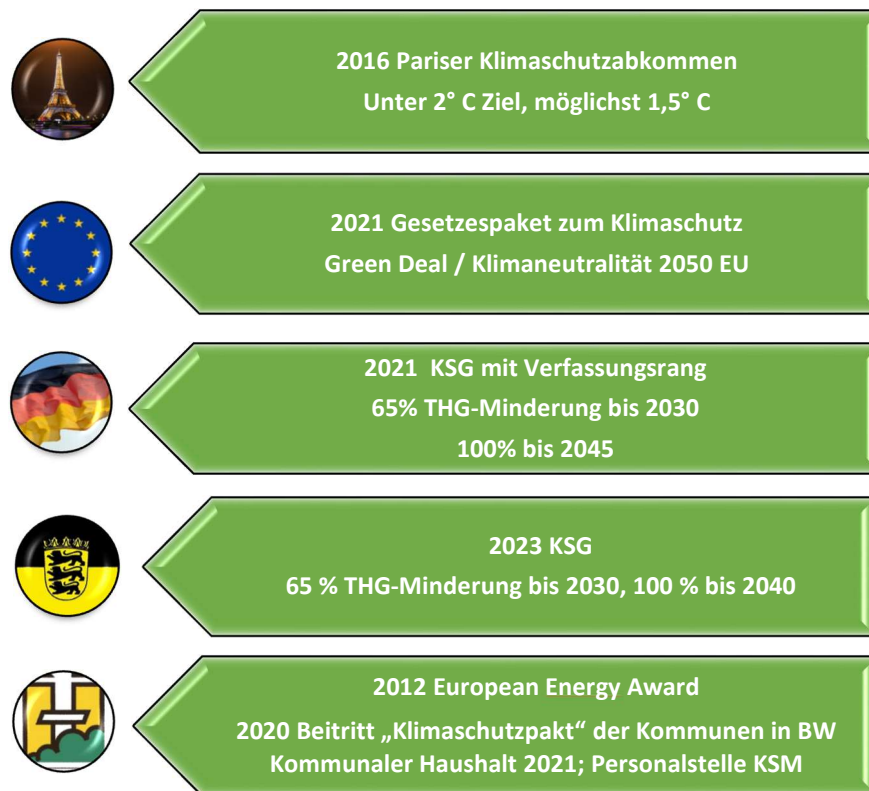 2016 Pariser Klimaschutzabkommen
Unter 2° C Ziel, möglichst 1,5° C
2021 Gesetzespaket zum Klimaschutz
Green Deal / Klimaneutralität 2050 EU
2021 KSG mit Verfassungsrang
65% THG-Minderung bis 2030
100% bis 2045
2023 KSG
65 % THG-Minderung bis 2030, 100 % bis 2040
2012 European Energy Award
2020 Beitritt „Klimaschutzpakt“ der Kommunen in BW
Kommunaler Haushalt 2021; Personalstelle KSM